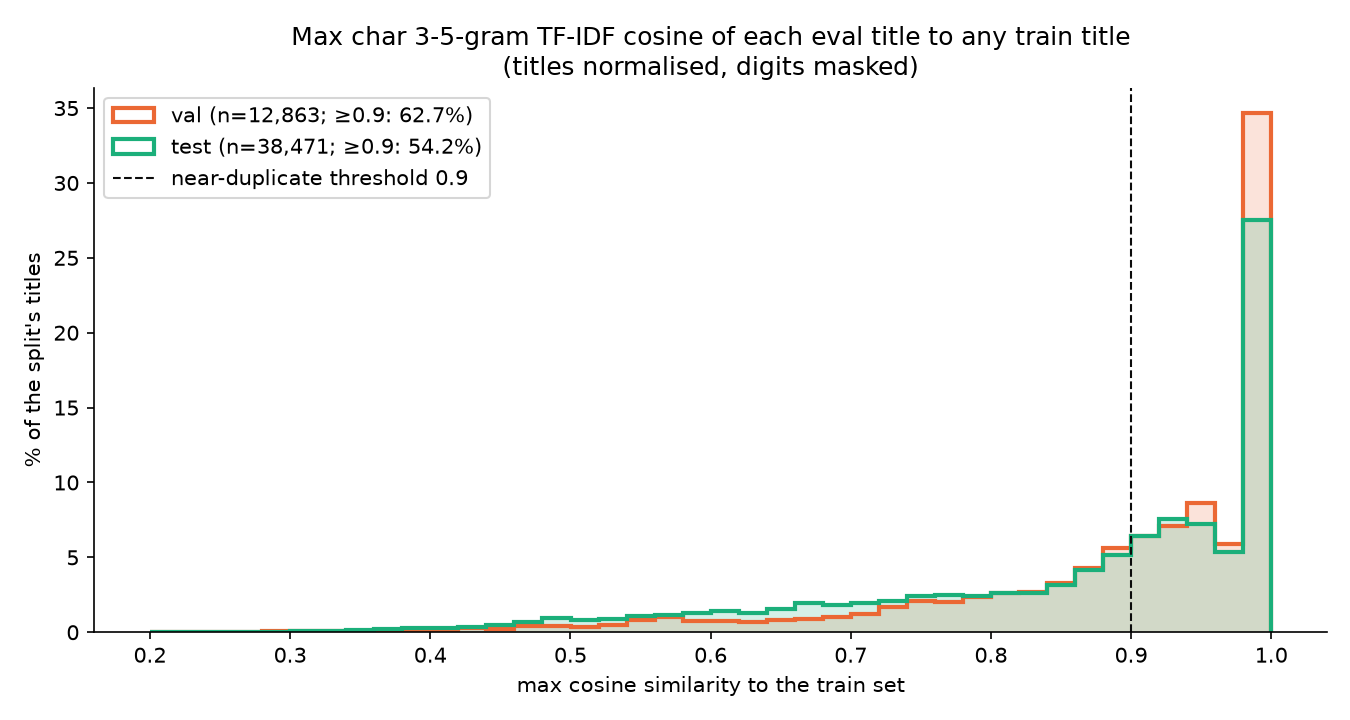 Max char 3-5-gram TF-IDF cosine of each eval title to any train title
(titles normalised, digits masked)
val (n=12,863; ≥0.9: 62.7%)
test (n=38,471; ≥0.9: 54.2%)
near-duplicate threshold 0.9
% of the split's titles
35
30
25
20
15
10
5
0
0.2 0.3 0.4 0.5 0.6 0.7 0.8 0.9 1.0
max cosine similarity to the train set